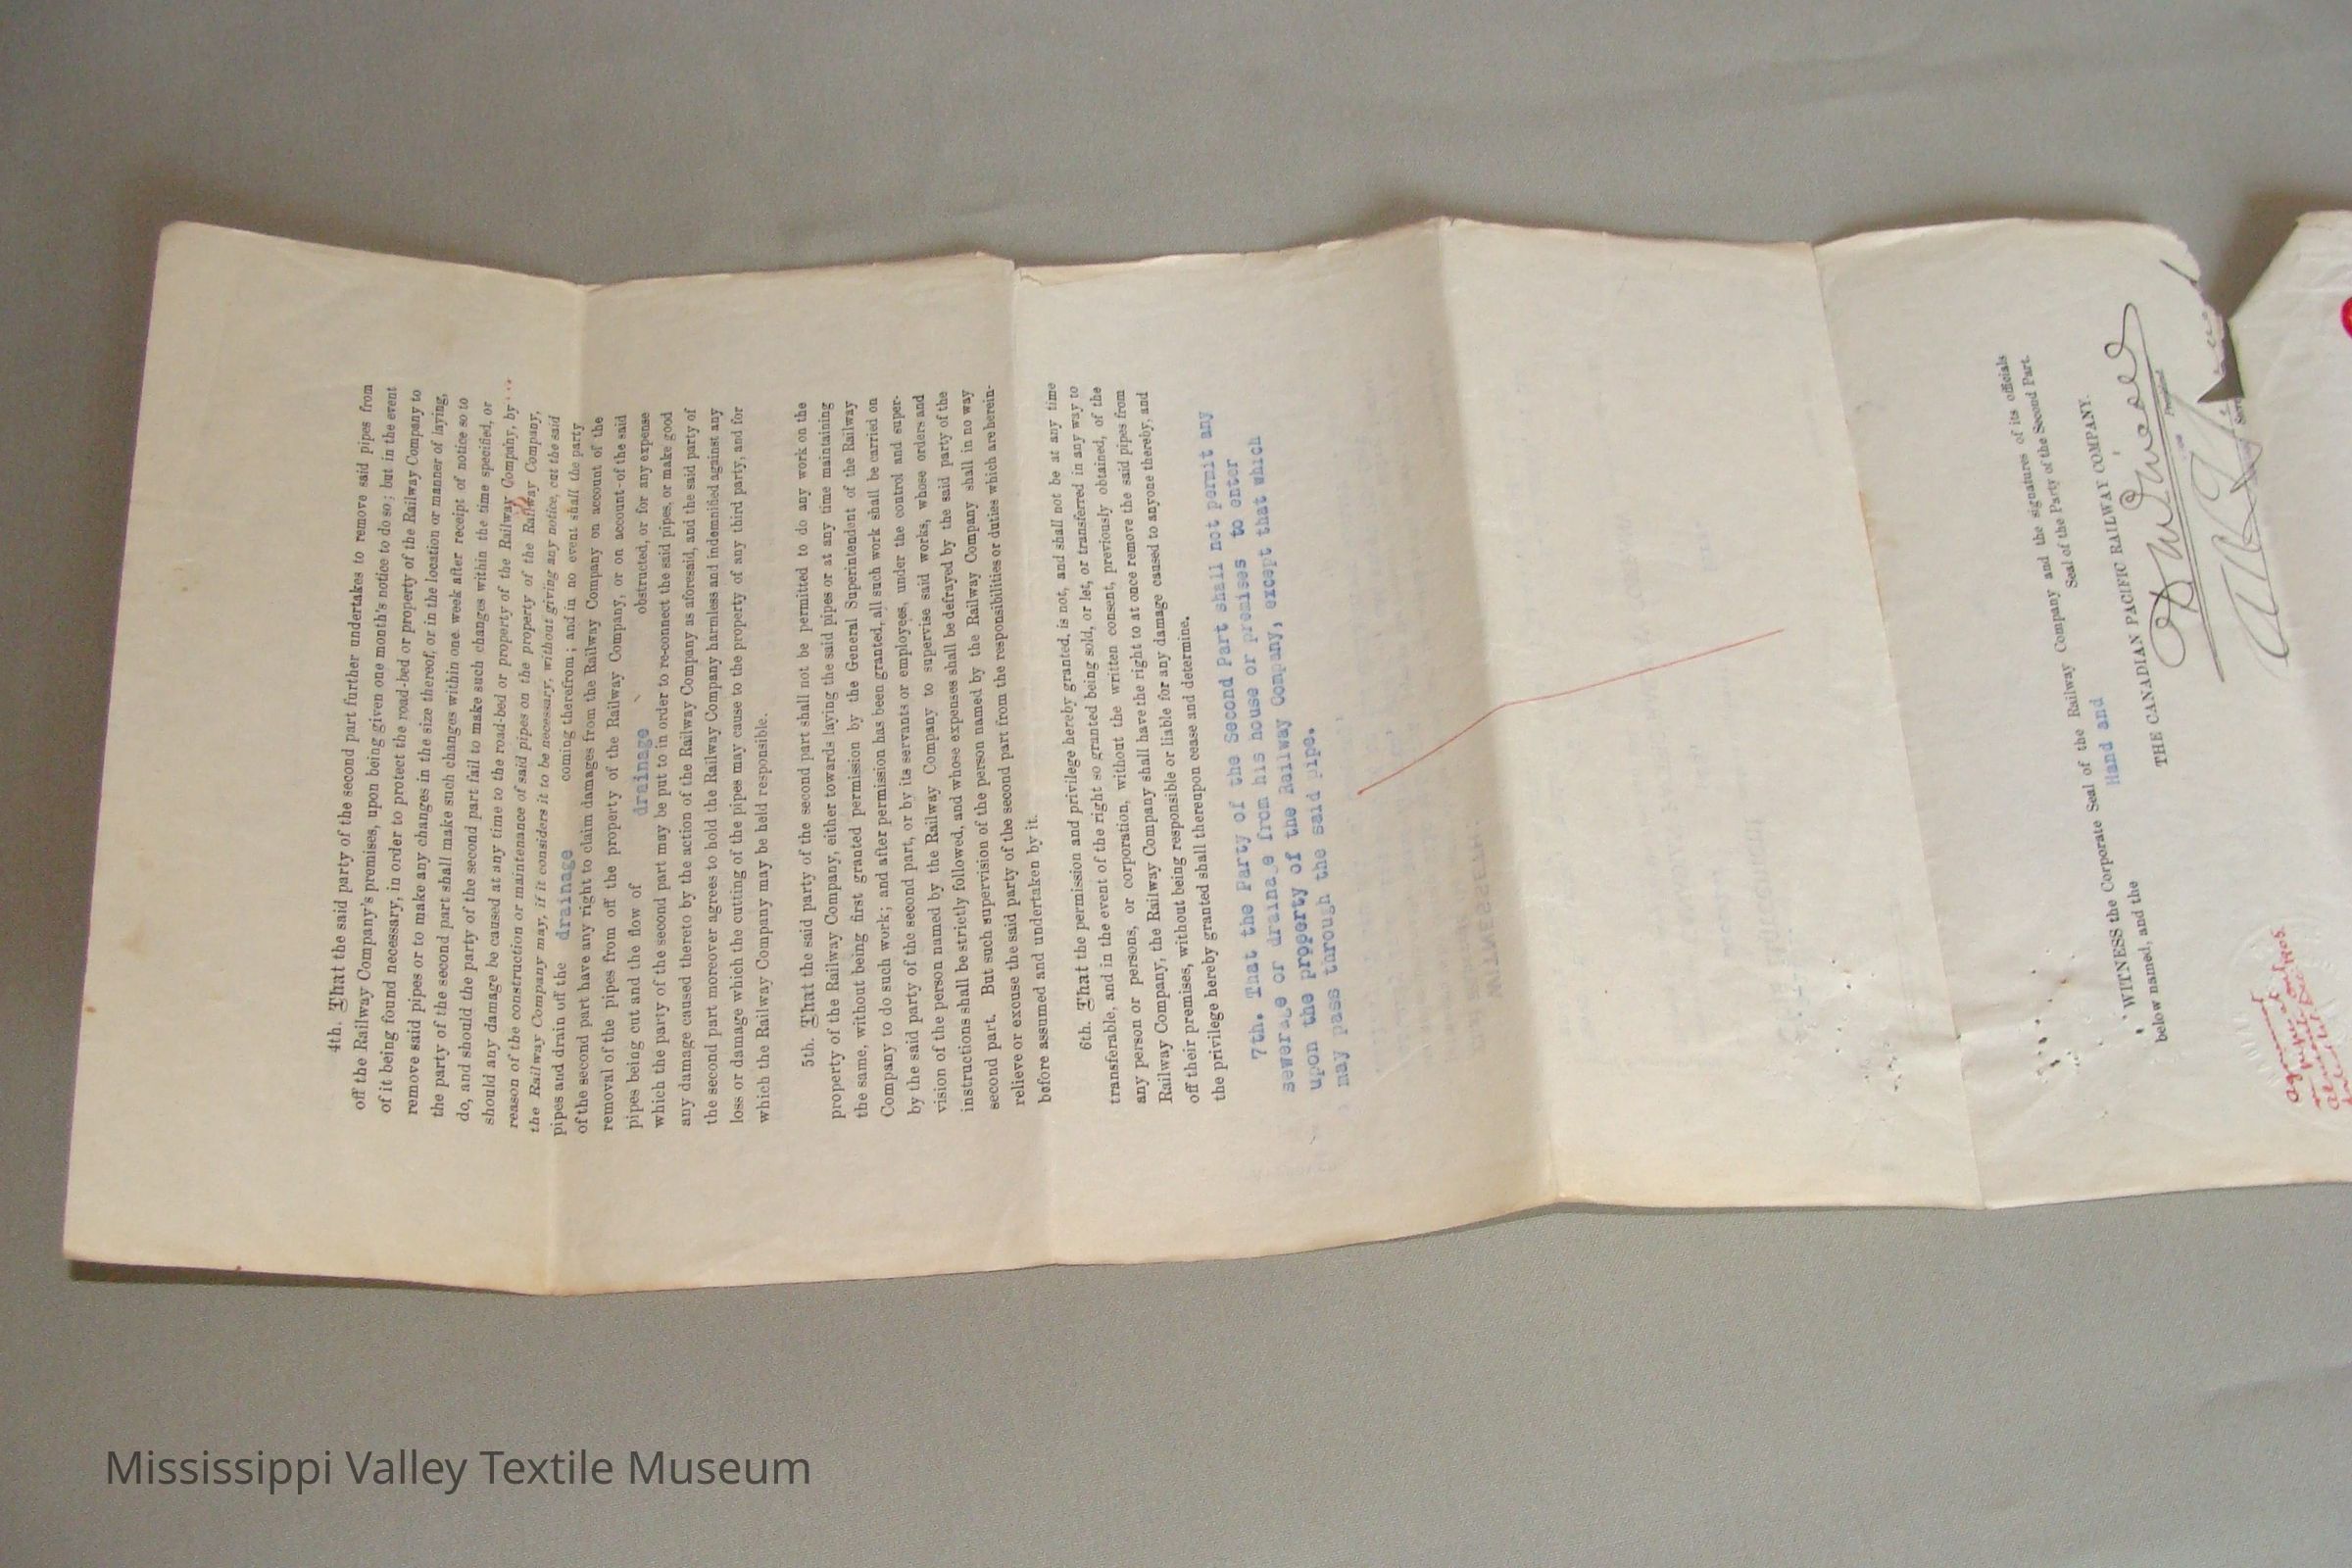 4th. That the said party of the second part further undertakes to remove said pipes from
off the Railway Company's premises, upon being given one month's notice to do so; but in the event
of it being found necessary, in order to protect the road-bed or property of the Railway Company to
remove said pipes or to make any changes in the size thereof, or in the location or manner of laying,
the party of the second part shall make such changes within one week after receipt of notice so to
do, and should the party of the second part fail to make such changes within the time specified, or
should any damage be caused at any time to the road-bed or property of the Railway Company, by
reason of the construction or maintenance of said pipes on the property of the Railway Company,
the Railway Company may, if it considers it to be necessary, without giving any notice, cut the said
pipes and drain off the drainage coming therefrom; and in no event shall the party
of the second part have any right to claim damages from the Railway Company on account of the
removal of the pipes from off the property of the Railway Company, or on account of the said
pipes being cut and the flow of drainage obstructed, or for any expense
which the party of the second part may be put to in order to re-connect the said pipes, or make good
any damage caused thereto by the action of the Railway Company as aforesaid, and the said party of
the second part moreover agrees to hold the Railway Company harmless and indemnified against any
loss or damage which the cutting of the pipes may cause to the property of any third party, and for
which the Railway Company may be held responsible.
5th. That the said party of the second part shall not be permitted to do any work on the
property of the Railway Company, either towards laying the said pipes or at any time maintaining
the same, without being first granted permission by the General Superintendent of the Railway
Company to do such work; and after permission has been granted, all such work shall be carried on
by the said party of the second part, or by its servants or employees, under the control and super-
vision of the person named by the Railway Company to supervise said works, whose orders and
instructions shall be strictly followed, and whose expenses shall be defrayed by the said party of the
second part. But such supervision of the person named by the Railway Company shall in no way
relieve or excuse the said party of the second part from the responsibilities or duties which are herein-
before assumed and undertaken by it.
6th. That the permission and privilege hereby granted, is not, and shall not be at any time
transferable, and in the event of the right so granted being sold, or let, or transferred in any way to
any person or persons, or corporation, without the written consent, previously obtained, of the
Railway Company, the Railway Company shall have the right to at once remove the said pipes from
off their premises, without being responsible or liable for any damage caused to anyone thereby, and
the privilege hereby granted shall thereupon cease and determine.
7th. That the Party of the Second Part shall not permit any
sewerage or drainage from his house or premises to enter
upon the property of the Railway Company, except that which
may pass through the said pipe.
WITNESS the Corporate Seal of the Railway Company and the signatures of its officials
below named, and the Hand and Seal of the Party of the Second Part.
THE CANADIAN PACIFIC RAILWAY COMPANY.
President
Mississippi Valley Textile Museum